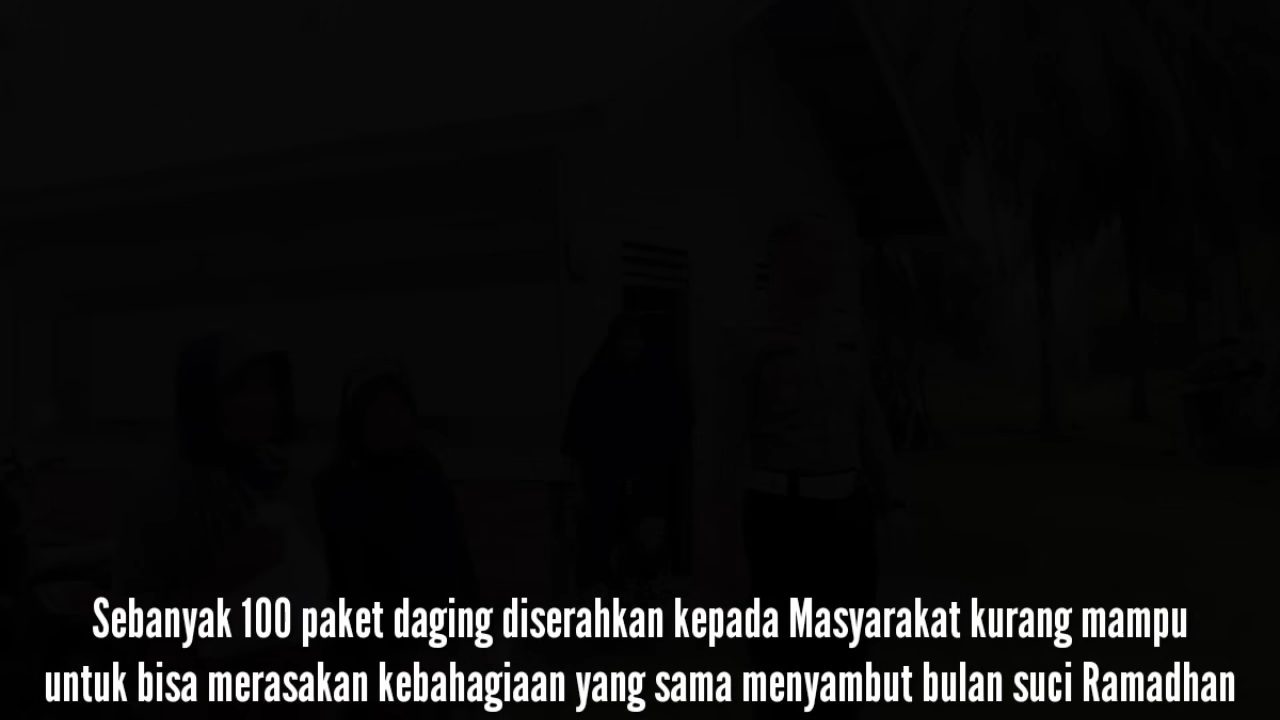 Sebanyak 100 paket daging diserahkan kepada Masyarakat kurang mampu
untuk bisa merasakan kebahagiaan yang sama menyambut bulan suci Ramadhan